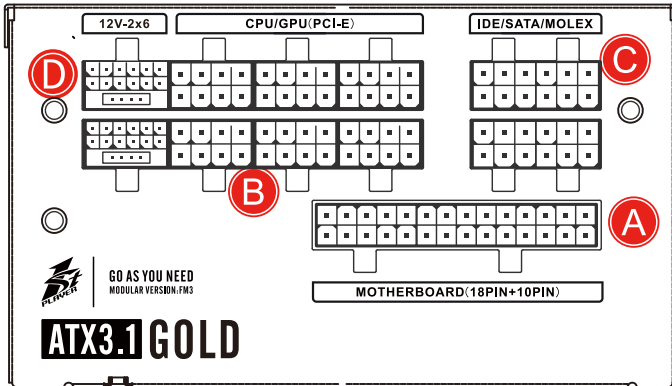 12V-2x6
CPU/GPU(PCI-E)
IDE/SATA/MOLEX
D
C
B
A
1ST
PLAYER
GO AS YOU NEED
MODULAR VERSION:FM3
MOTHERBOARD(18PIN+10PIN)
ATX3.1 GOLD